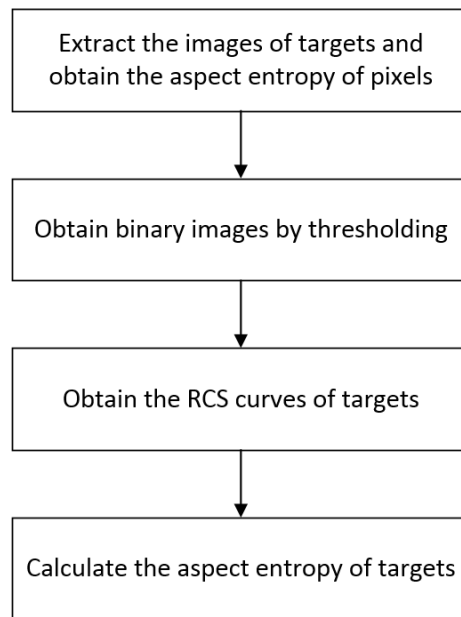 Extract the images of targets and
obtain the aspect entropy of pixels
Obtain binary images by thresholding
Obtain the RCS curves of targets
Calculate the aspect entropy of targets